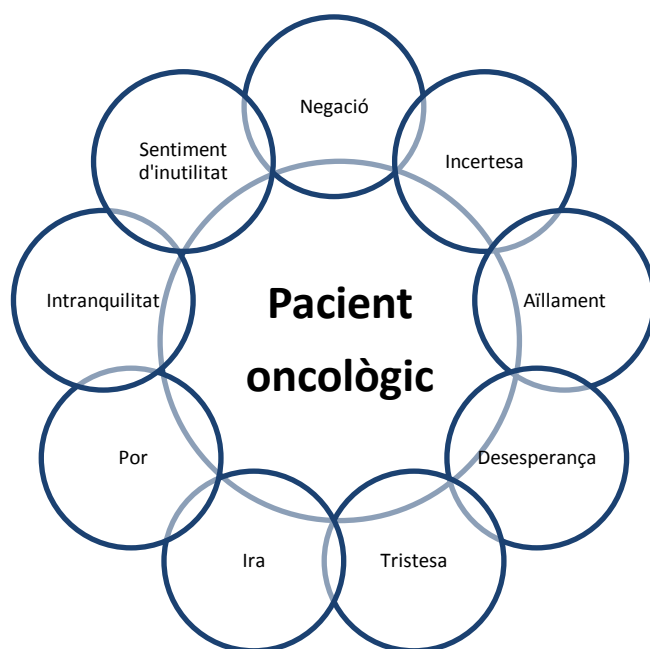 Negació
Incertesa
Aïllament
Desesperança
Tristesa
Ira
Por
Intranquilitat
Sentiment
d'inutilitat
Pacient
oncològic